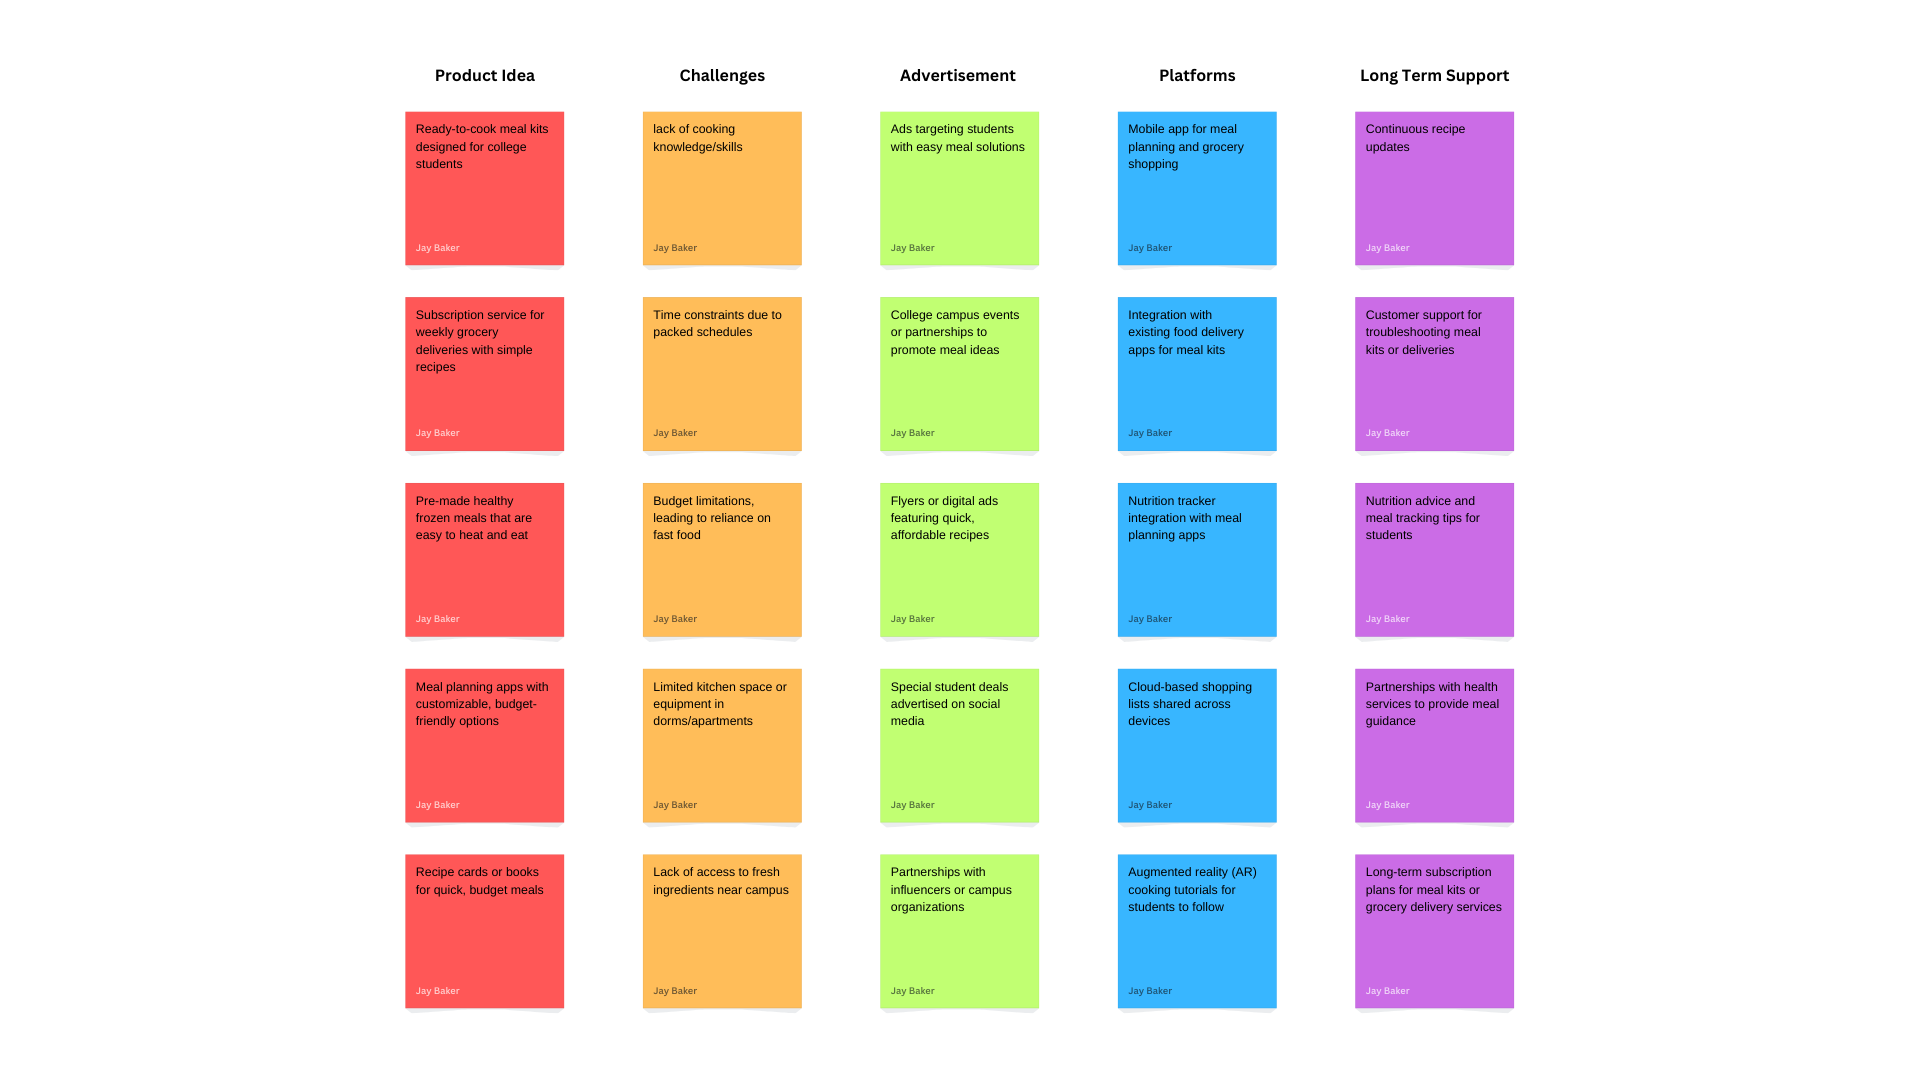 Product Idea
Challenges
Advertisement
Platforms
Long Term Support
Ready-to-cook meal kits
designed for college
students
Jay Baker
lack of cooking
knowledge/skills
Jay Baker
Ads targeting students
with easy meal solutions
Jay Baker
Mobile app for meal
planning and grocery
shopping
Jay Baker
Continuous recipe
updates
Jay Baker
Subscription service for
weekly grocery
deliveries with simple
recipes
Jay Baker
Time constraints due to
packed schedules
Jay Baker
College campus events
or partnerships to
promote meal ideas
Jay Baker
Integration with
existing food delivery
apps for meal kits
Jay Baker
Customer support for
troubleshooting meal
kits or deliveries
Jay Baker
Pre-made healthy
frozen meals that are
easy to heat and eat
Jay Baker
Budget limitations,
leading to reliance on
fast food
Jay Baker
Flyers or digital ads
featuring quick,
affordable recipes
Jay Baker
Nutrition tracker
integration with meal
planning apps
Jay Baker
Nutrition advice and
meal tracking tips for
students
Jay Baker
Meal planning apps with
customizable, budget-
friendly options
Jay Baker
Limited kitchen space or
equipment in
dorms/apartments
Jay Baker
Special student deals
advertised on social
media
Jay Baker
Cloud-based shopping
lists shared across
devices
Jay Baker
Partnerships with health
services to provide meal
guidance
Jay Baker
Recipe cards or books
for quick, budget meals
Jay Baker
Lack of access to fresh
ingredients near campus
Jay Baker
Partnerships with
influencers or campus
organizations
Jay Baker
Augmented reality (AR)
cooking tutorials for
students to follow
Jay Baker
Long-term subscription
plans for meal kits or
grocery delivery services
Jay Baker